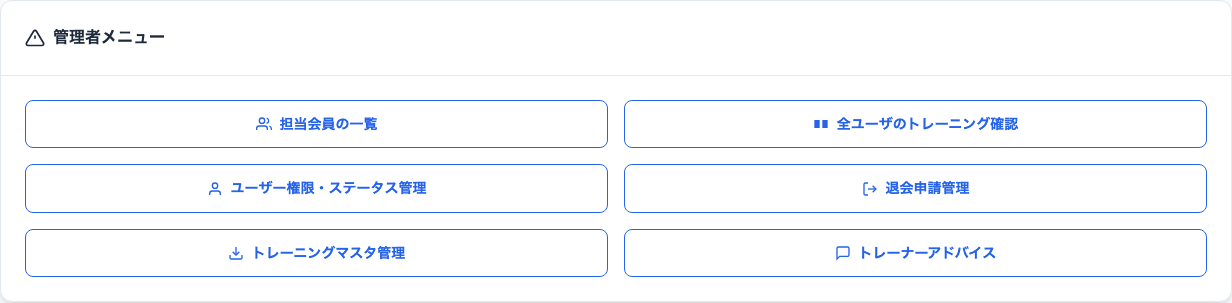 管理者メニュー
担当会員の一覧
全ユーザのトレーニング確認
ユーザー権限・ステータス管理
退会申請管理
トレーニングマスタ管理
トレーナーアドバイス